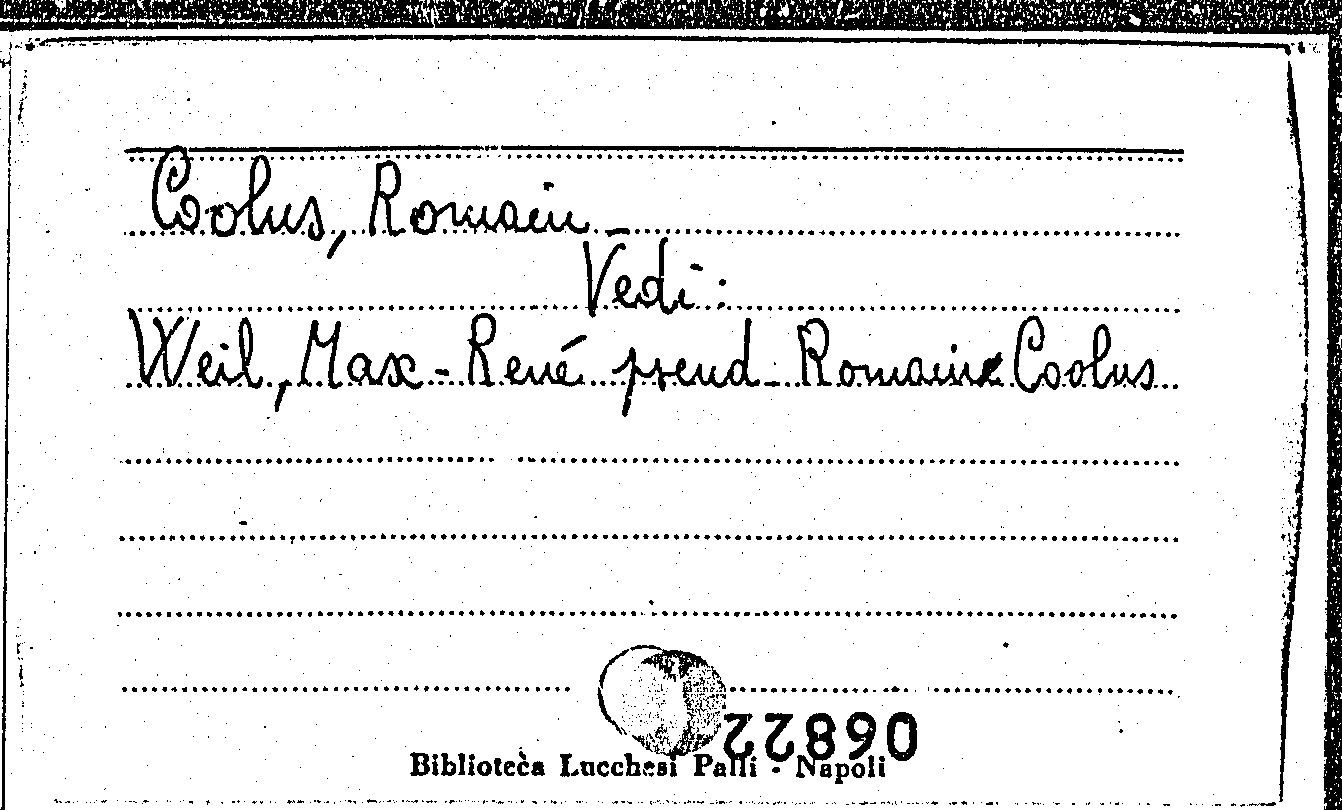 Coolus, Romain -
Vedi :
Weil, Max - René pseud. Romain Coolus
06822
Biblioteca Lucchesi Palli - Napoli